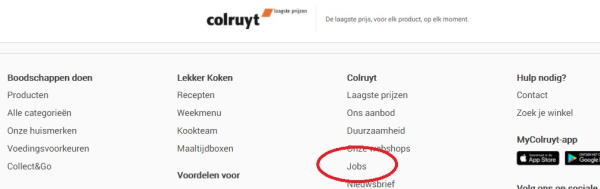 colruyt laagste prijzen
De laagste prijs, voor elk product, op elk moment.
Boodschappen doen
Producten
Alle categorieën
Onze huismerken
Voedingsvoorkeuren
Collect&Go
Lekker Koken
Recepten
Weekmenu
Kookteam
Maaltijdboxen
Voordelen voor
Colruyt
Laagste prijzen
Ons aanbod
Duurzaamheid
Onze webshops
Jobs
Nieuwsbrief
Hulp nodig?
Contact
Zoek je winkel
MyColruyt-app
App Store
Google
Volg ons op sociale